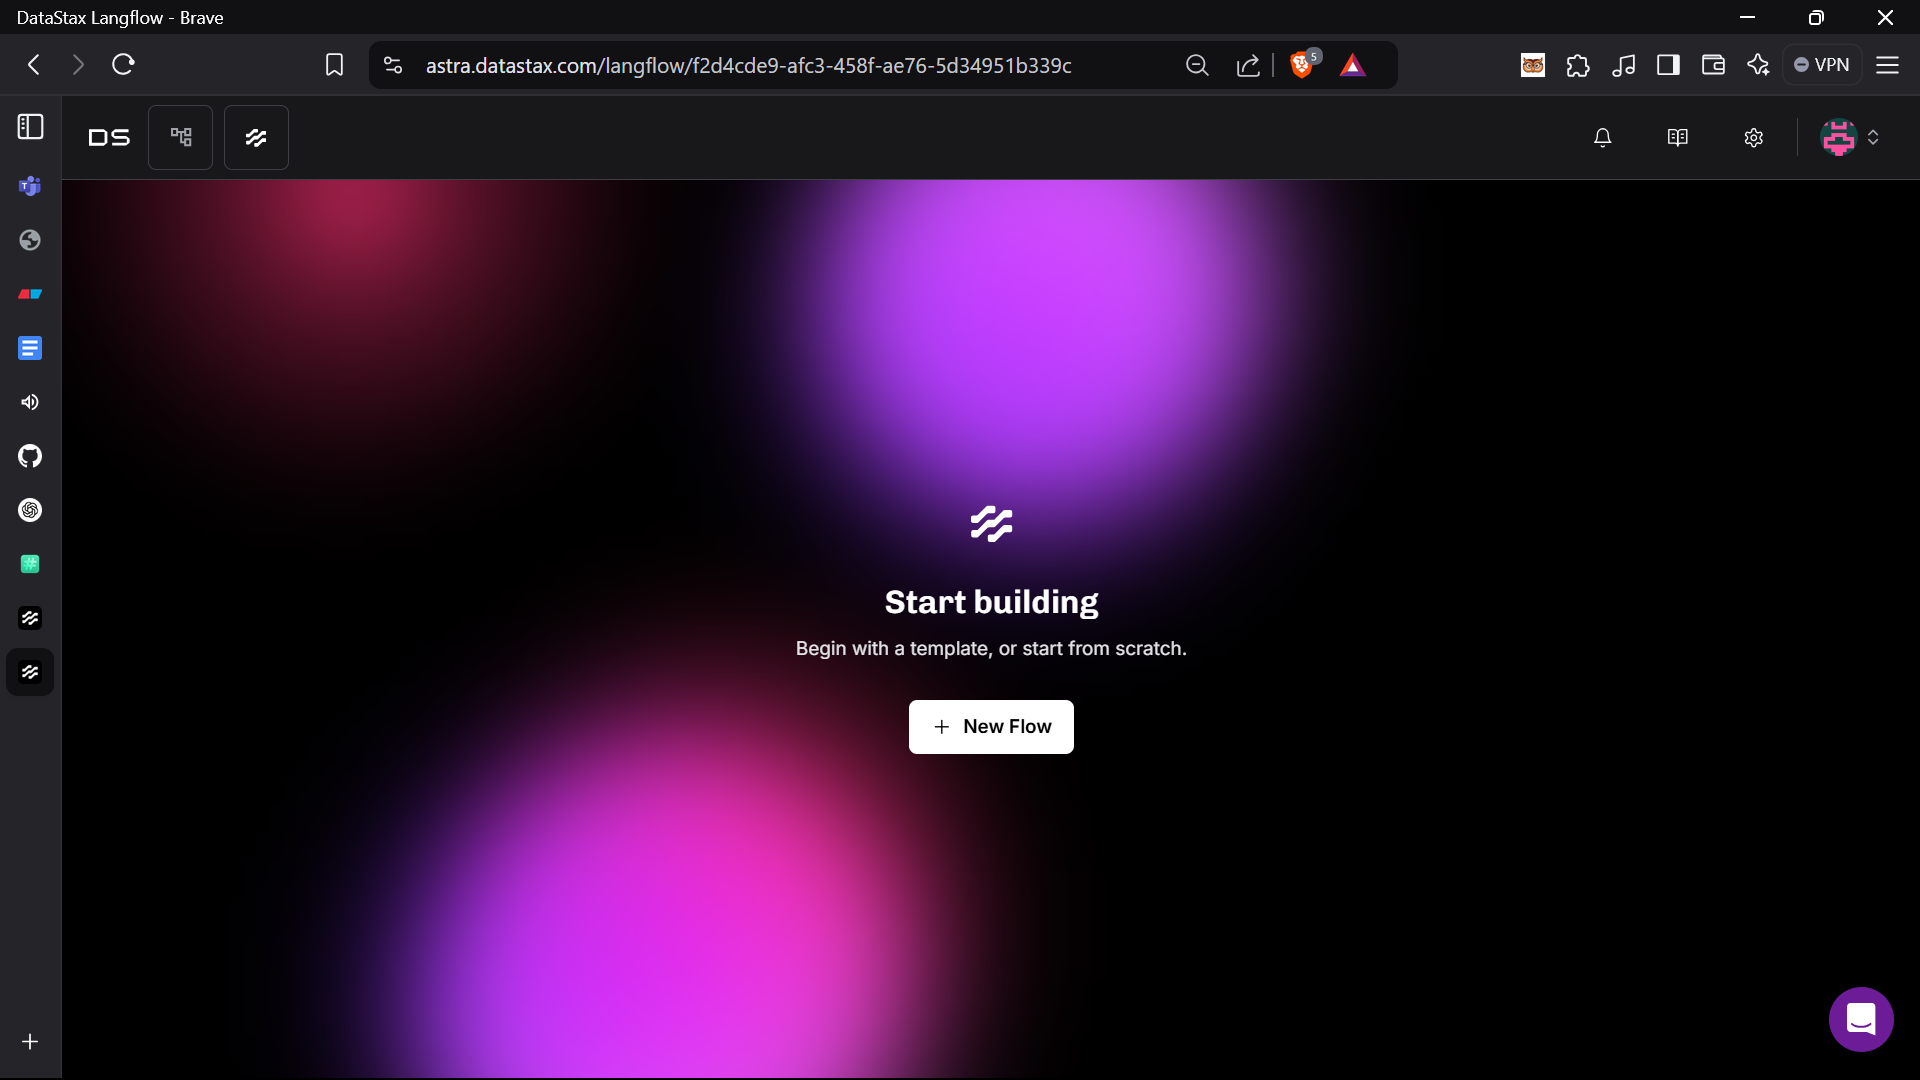 DataStax Langflow - Brave
astra.datastax.com/langflow/f2d4cde9-afc3-458f-ae76-5d34951b339c
5
VPN
DS
T
#
Start building
Begin with a template, or start from scratch.
+ New Flow